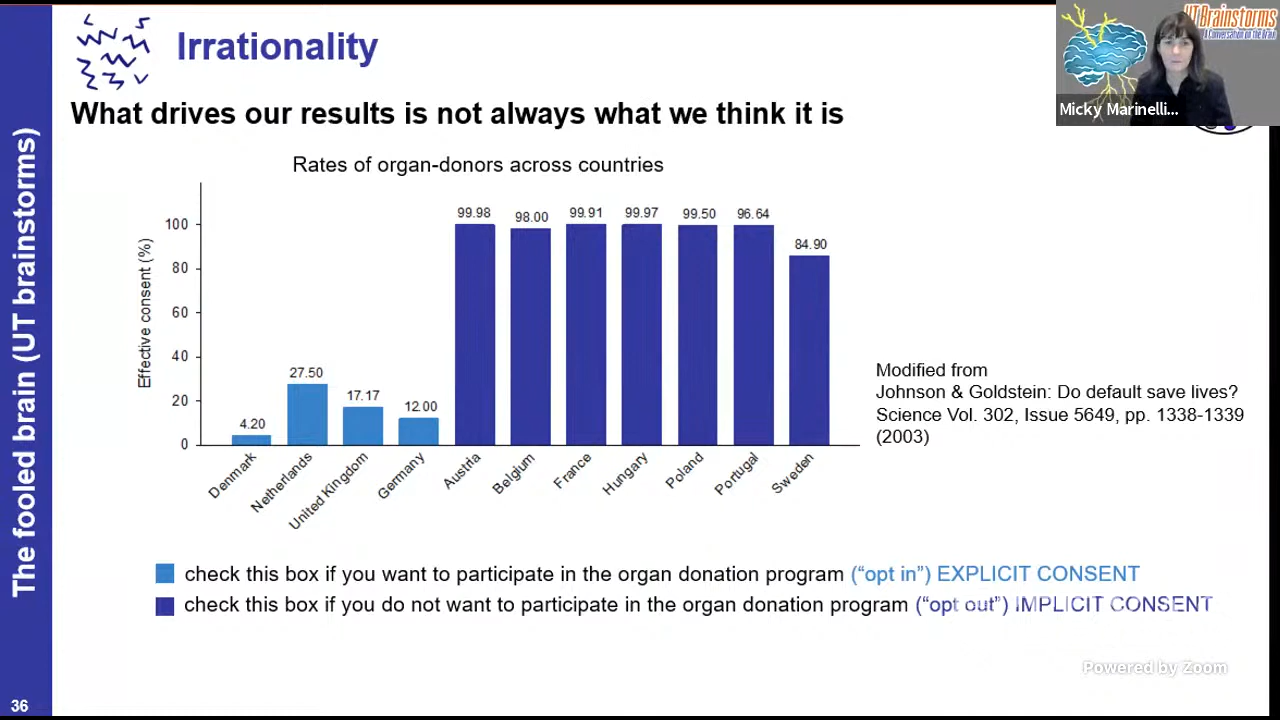 The fooled brain (UT brainstorms)
36
Irrationality
What drives our results is not always what we think it is
UT Brainstorms
A Conversation on the Brain
Micky Marinelli...
Rates of organ-donors across countries
Effective consent (%)
100
80
60
40
20
0
4.20
27.50
17.17
12.00
99.98
98.00
99.91
99.97
99.50
96.64
84.90
Denmark
Netherlands
United Kingdom
Germany
Austria
Belgium
France
Hungary
Poland
Portugal
Sweden
Modified from
Johnson & Goldstein: Do default save lives?
Science Vol. 302, Issue 5649, pp. 1338-1339
(2003)
check this box if you want to participate in the organ donation program (“opt in”) EXPLICIT CONSENT
check this box if you do not want to participate in the organ donation program (“opt out”) IMPLICIT CONSENT
Powered by Zoom